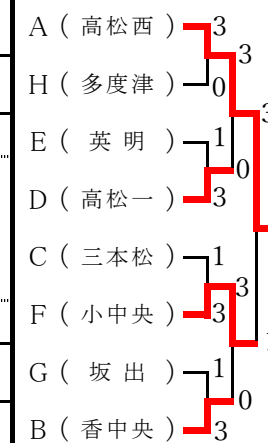 A ( 高松西 ) 3
3
H ( 多度津 ) 0
3
E ( 英 明 ) 1
0
D ( 高松一 ) 3
C ( 三本松 ) 1
3
F ( 小中央 ) 3
G ( 坂 出 ) 1
0
B ( 香中央 ) 3